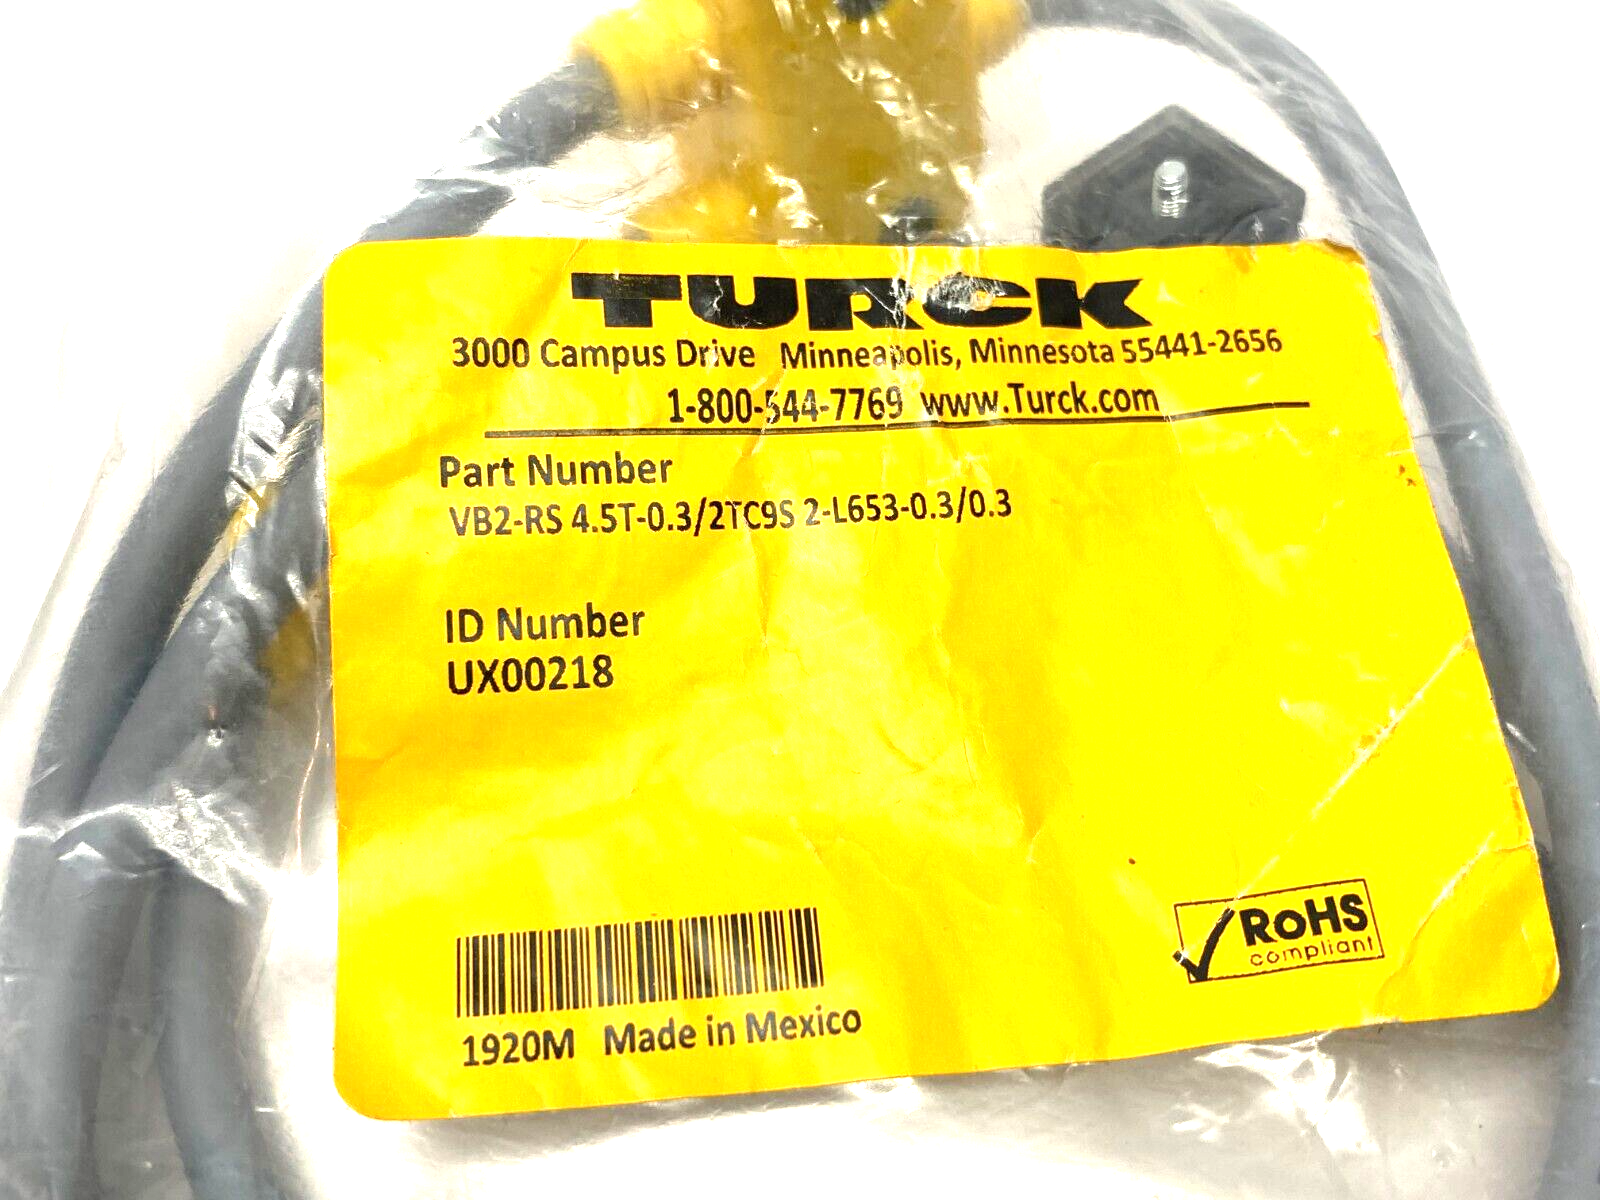 TURCK
3000 Campus Drive Minneapolis, Minnesota 55441-2656
1-800-544-7769 www.Turck.com
Part Number
VB2-RS 4.5T-0.3/2TC9S 2-L653-0.3/0.3
ID Number
UX00218
1920M Made in Mexico
RoHS
compliant